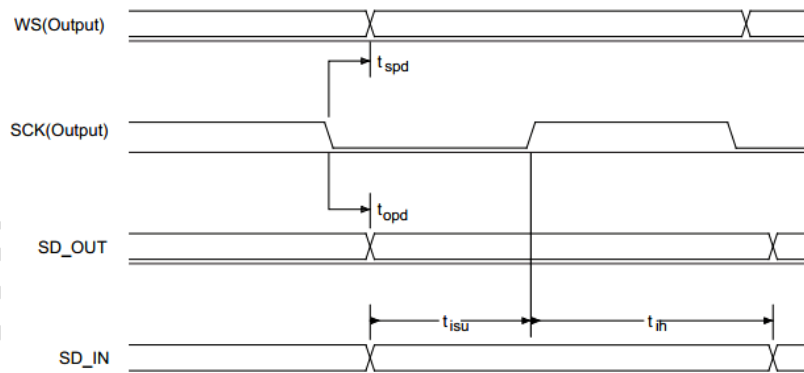 WS(Output)
tspd
SCK(Output)
topd
SD_OUT
tisu
tih
SD_IN